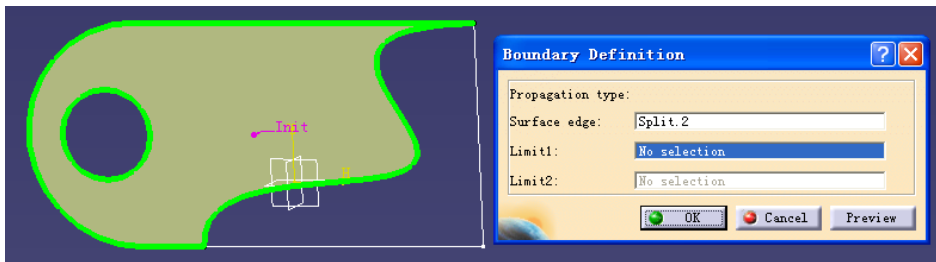 Init
H
Boundary Definition
Propagation type:
Surface edge: Split.2
Limit1: No selection
Limit2: No selection
OK Cancel Preview